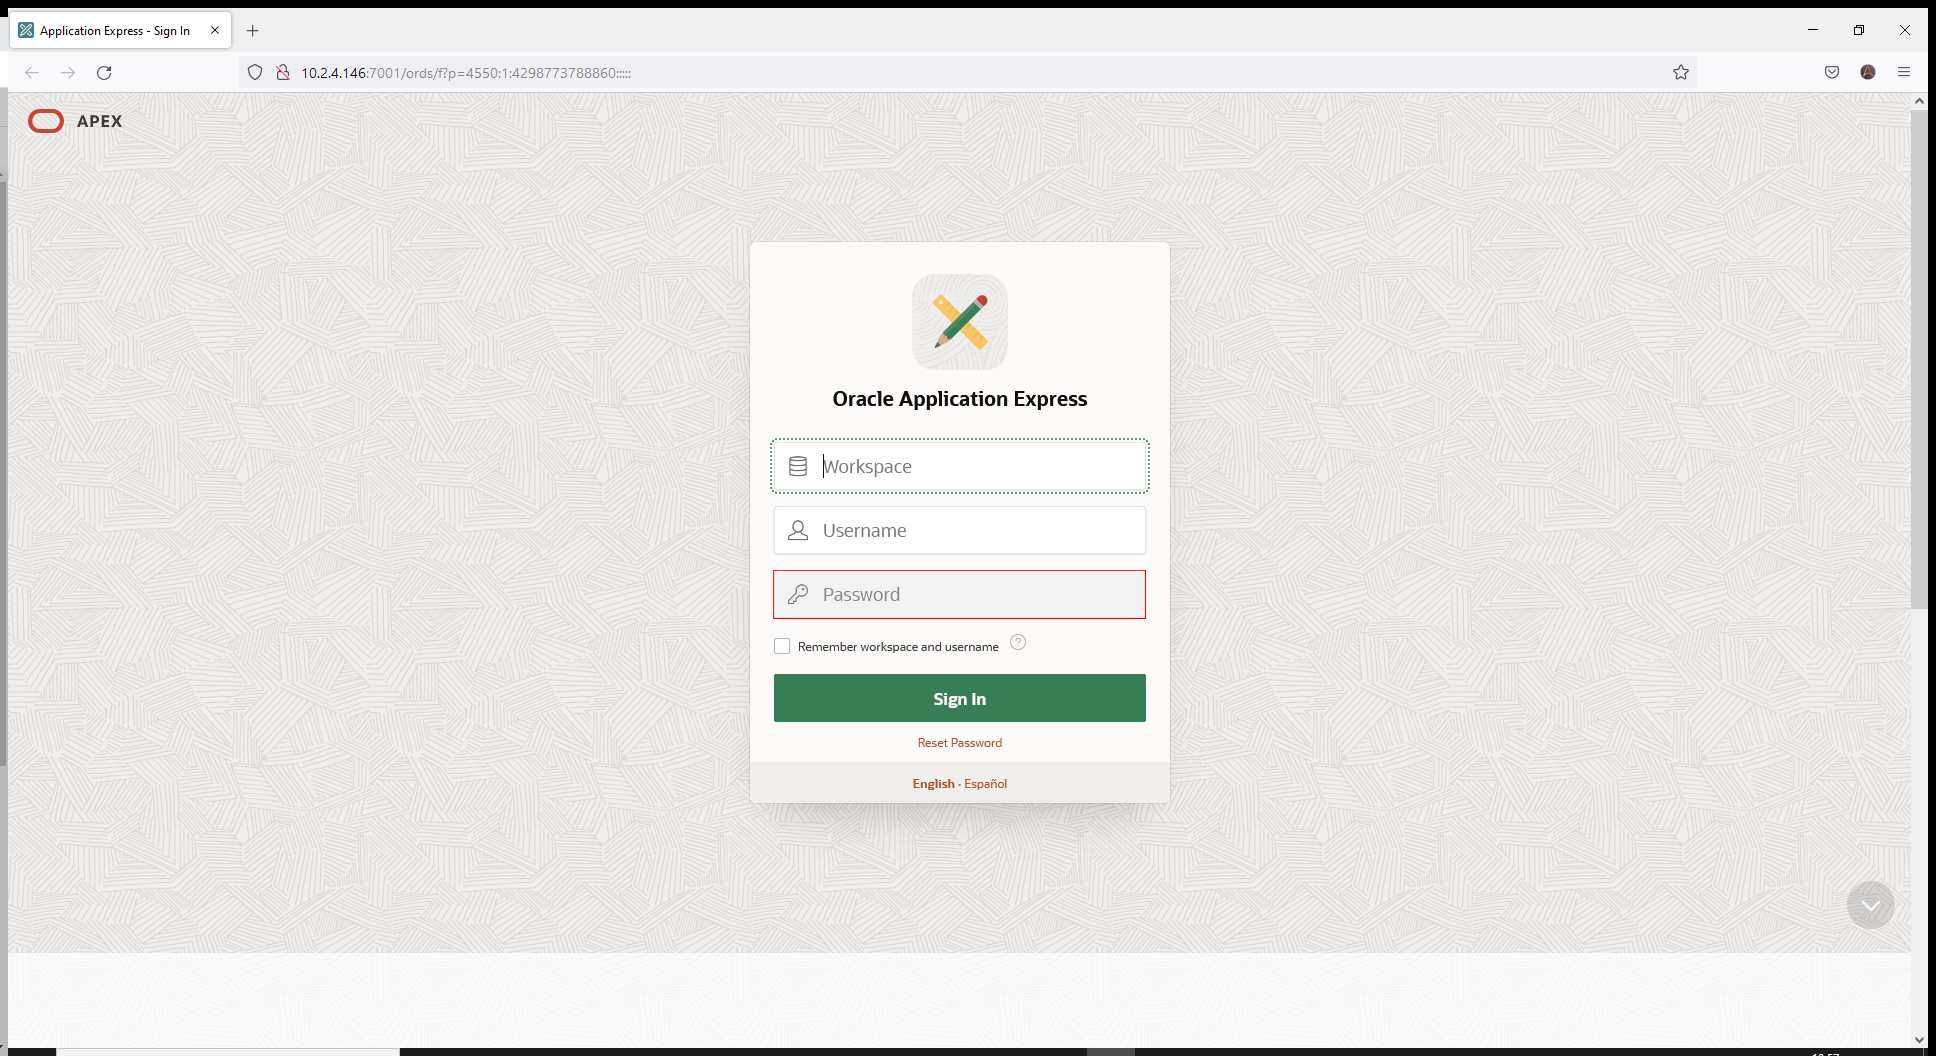 Application Express - Sign In
10.2.4.146:7001/ords/f?p=4550:1:4298773788860:::::
APEX
Oracle Application Express
Workspace
Username
Password
Remember workspace and username ?
Sign In
Reset Password
English - Español